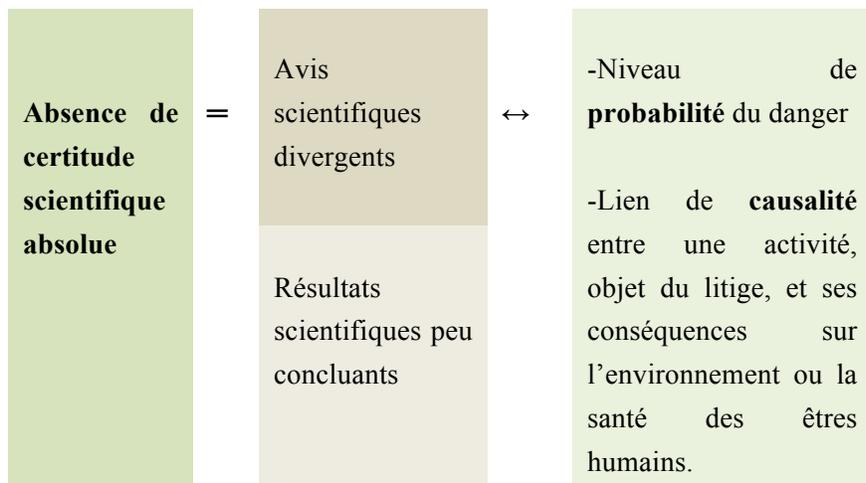 Absence de
certitude
scientifique
absolue
=
Avis
scientifiques
divergents
Résultats
scientifiques peu
concluants
↔
-Niveau de
probabilité du danger
-Lien de causalité
entre une activité,
objet du litige, et ses
conséquences sur
l’environnement ou la
santé des êtres
humains.